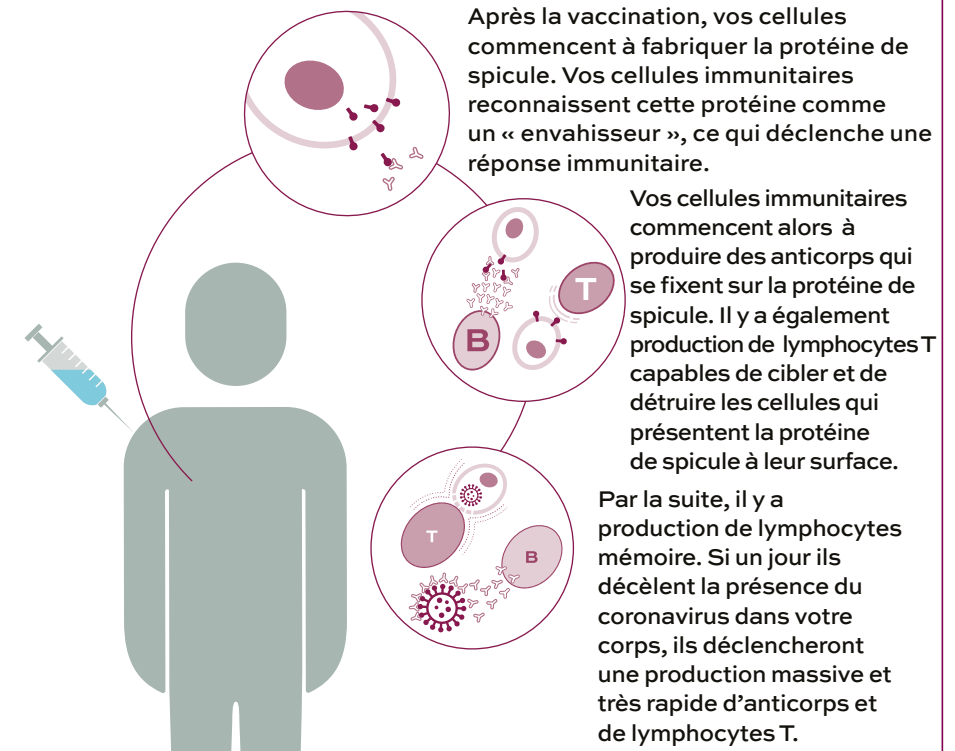 Après la vaccination, vos cellules
commencent à fabriquer la protéine de
spicule. Vos cellules immunitaires
reconnaissent cette protéine comme
un « envahisseur », ce qui déclenche une
réponse immunitaire.
Vos cellules immunitaires
commencent alors à
produire des anticorps qui
se fixent sur la protéine de
spicule. Il y a également
production de lymphocytes T
capables de cibler et de
détruire les cellules qui
présentent la protéine
de spicule à leur surface.
T
B
Par la suite, il y a
production de lymphocytes
mémoire. Si un jour ils
décèlent la présence du
coronavirus dans votre
corps, ils déclencheront
une production massive et
très rapide d’anticorps et
de lymphocytes T.
T
B